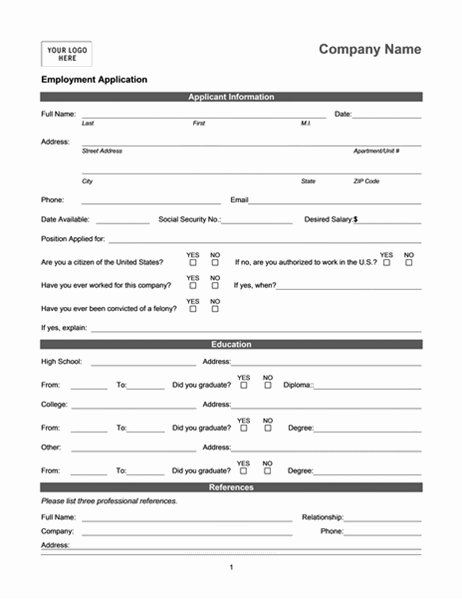 YOUR LOGO
HERE
Company Name
Employment Application
Applicant Information
Full Name: Date:
Last First M.I.
Address:
Street Address Apartment/Unit #
City State ZIP Code
Phone: Email
Date Available: Social Security No.: Desired Salary:$
Position Applied for:
YES NO YES NO
Are you a citizen of the United States? If no, are you authorized to work in the U.S.?
YES NO
Have you ever worked for this company? If yes, when?
YES NO
Have you ever been convicted of a felony?
If yes, explain:
Education
High School: Address:
YES NO
From: To: Did you graduate? Diploma::
College: Address:
YES NO
From: To: Did you graduate? Degree:
Other: Address:
YES NO
From: To: Did you graduate? Degree:
References
Please list three professional references.
Full Name: Relationship:
Company: Phone:
Address:
1